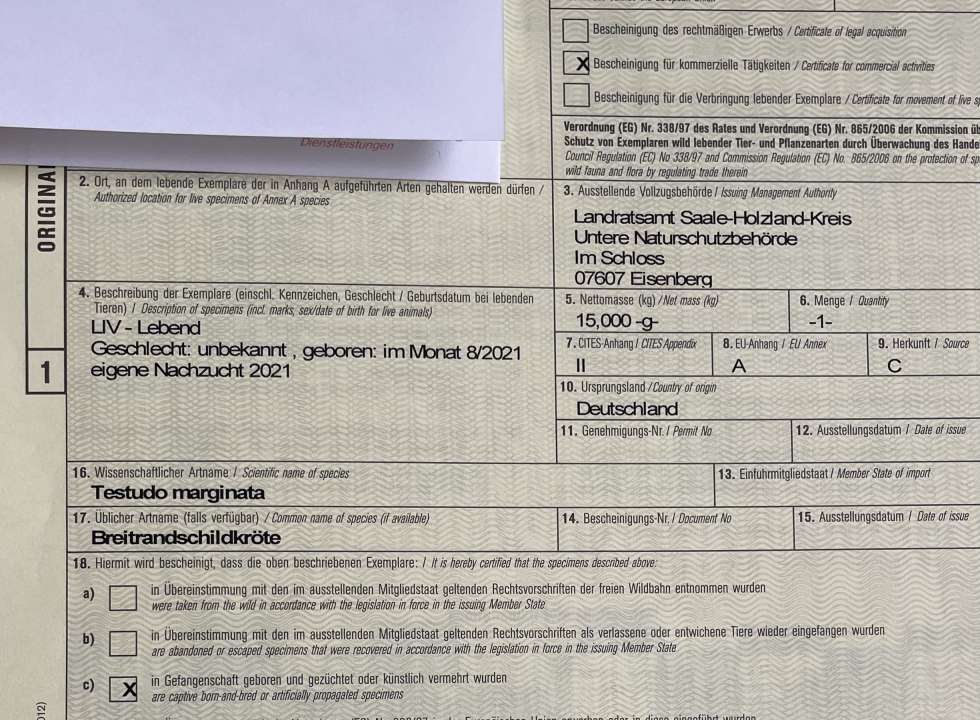 Bescheinigung des rechtmäßigen Erwerbs / Certificate of legal acquisition
X Bescheinigung für kommerzielle Tätigkeiten / Certificate for commercial activities
Bescheinigung für die Verbringung lebender Exemplare / Certificate for movement of live
Verordnung (EG) Nr. 338/97 des Rates und Verordnung (EG) Nr. 865/2006 der Kommission
Schutz von Exemplaren wild lebender Tier- und Pflanzenarten durch Überwachung des
Council Regulation (EC) No 338/97 and Commission Regulation (EC) No. 865/2006 on the protection of
wild fauna and flora by regulating trade therein
Dienstleistungen
ORIGINA
1
2. Ort, an dem lebende Exemplare der in Anhang A aufgeführten Arten gehalten werden dürfen /
Authorized location for live specimens of Annex A species
3. Ausstellende Vollzugsbehörde / Issuing Management Authority
Landratsamt Saale-Holzland-Kreis
Untere Naturschutzbehörde
Im Schloss
07607 Eisenberg
4. Beschreibung der Exemplare (einschl. Kennzeichen, Geschlecht / Geburtsdatum bei lebenden
Tieren) / Description of specimens (incl. marks, sex/date of birth for live animals)
LIV - Lebend
Geschlecht: unbekannt , geboren: im Monat 8/2021
eigene Nachzucht 2021
5. Nettomasse (kg) / Net mass (kg)
15,000 -g-
6. Menge / Quantity
-1-
7. CITES-Anhang / CITES Appendix
II
8. EU-Anhang / EU Annex
A
9. Herkunft / Source
C
10. Ursprungsland / Country of origin
Deutschland
11. Genehmigungs-Nr. / Permit No
12. Ausstellungsdatum / Date of issue
16. Wissenschaftlicher Artname / Scientific name of species
Testudo marginata
13. Einfuhrmitgliedstaat / Member State of import
17. Üblicher Artname (falls verfügbar) / Common name of species (if available)
Breitrandschildkröte
14. Bescheinigungs-Nr. / Document No
15. Ausstellungsdatum / Date of issue
18. Hiermit wird bescheinigt, dass die oben beschriebenen Exemplare: / It is hereby certified that the specimens described above:
a) in Übereinstimmung mit den im ausstellenden Mitgliedstaat geltenden Rechtsvorschriften der freien Wildbahn entnommen wurden
were taken from the wild in accordance with the legislation in force in the issuing Member State
b) in Übereinstimmung mit den im ausstellenden Mitgliedstaat geltenden Rechtsvorschriften als verlassene oder entwichene Tiere wieder eingefangen wurden
are abandoned or escaped specimens that were recovered in accordance with the legislation in force in the issuing Member State
c) X in Gefangenschaft geboren und gezüchtet oder künstlich vermehrt wurden
are captive born-and-bred or artificially propagated specimens